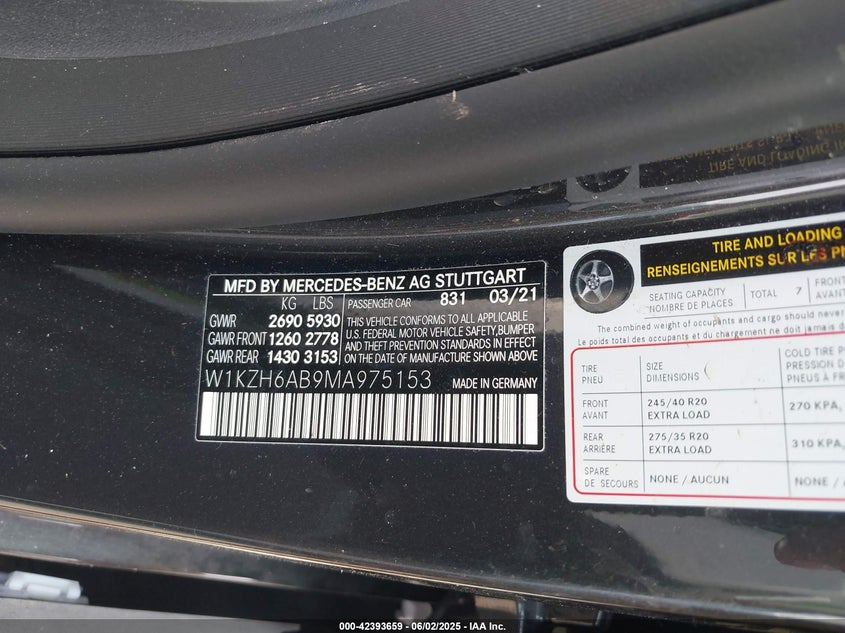 MFD BY MERCEDES-BENZ AG STUTTGART
KG LBS PASSENGER CAR 831 03/21
GVWR 2690 5930
GAWR FRONT 1260 2778
GAWR REAR 1430 3153
THIS VEHICLE CONFORMS TO ALL APPLICABLE
U.S. FEDERAL MOTOR VEHICLE SAFETY, BUMPER
AND THEFT PREVENTION STANDARDS IN EFFECT
ON THE DATE OF MANUFACTURE SHOWN ABOVE
W1KZH6AB9MA975153 MADE IN GERMANY
TIRE AND LOADING
RENSEIGNEMENTS SUR LES
SEATING CAPACITY
NOMBRE DE PLACES
TOTAL 7
FRONT
AVANT
The combined weight of occupants and cargo should never
Le poids total des occupants et du chargement ne doit jamais
TIRE
PNEU
SIZE
DIMENSIONS
COLD TIRE
PRESSION
PNEUS À
FRONT
AVANT
245/40 R20
EXTRA LOAD
270 KPA,
REAR
ARRIÈRE
275/35 R20
EXTRA LOAD
310 KPA,
SPARE
DE SECOURS
NONE / AUCUN
NONE /
000-42393659 - 06/02/2025 - IAA Inc.